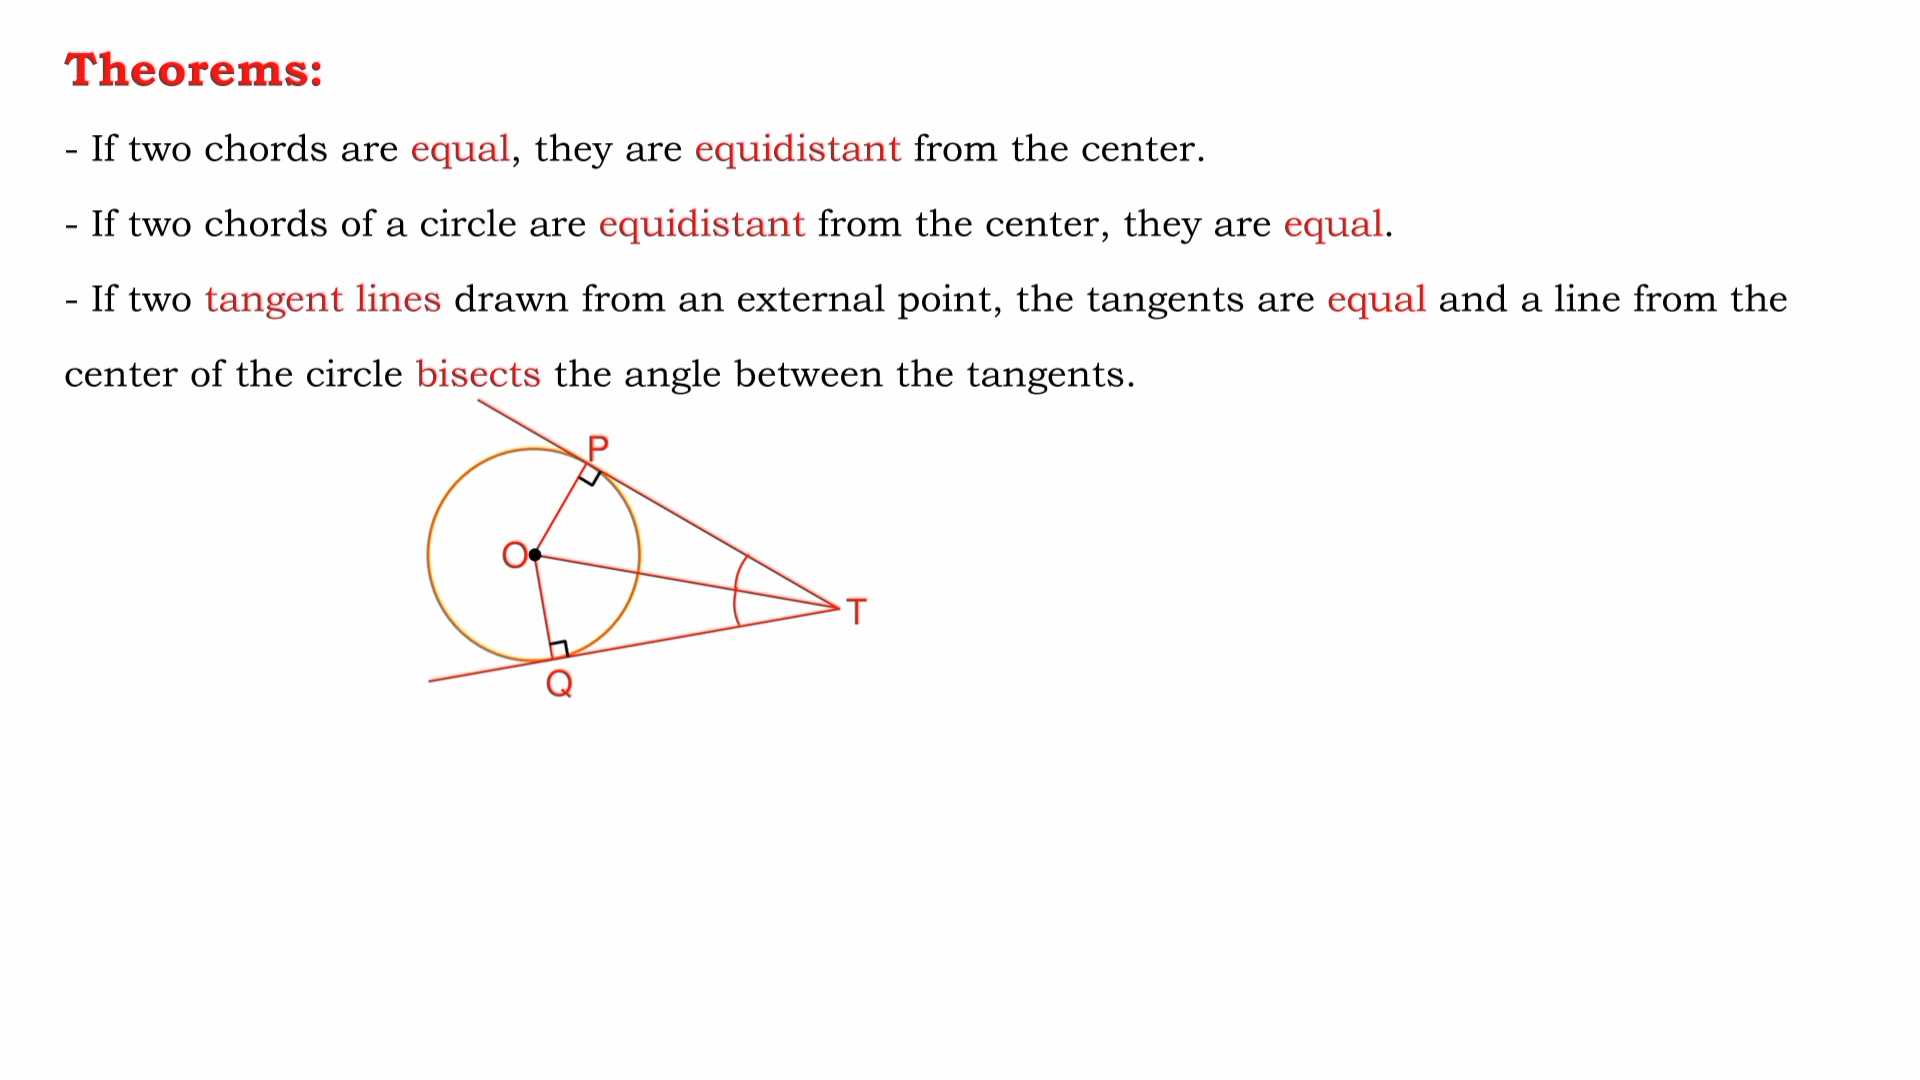 Theorems:
- If two chords are equal, they are equidistant from the center.
- If two chords of a circle are equidistant from the center, they are equal.
- If two tangent lines drawn from an external point, the tangents are equal and a line from the
center of the circle bisects the angle between the tangents.
P
O
T
Q